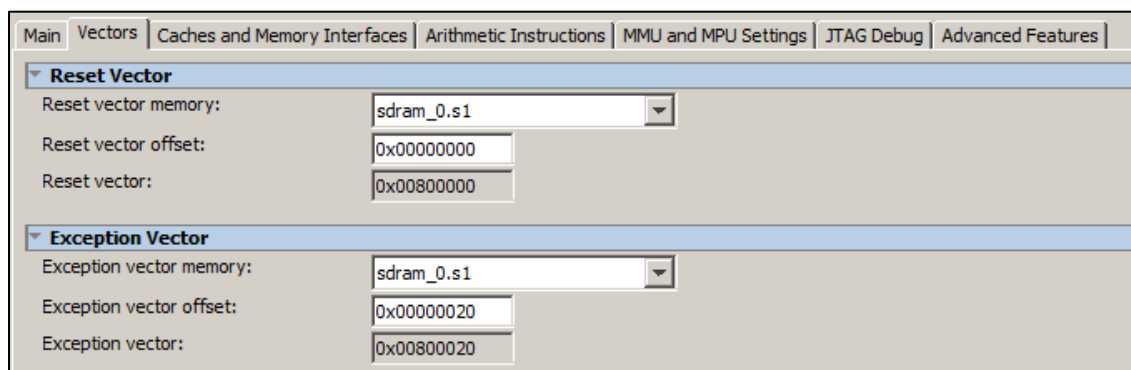 Main Vectors Caches and Memory Interfaces Arithmetic Instructions MMU and MPU Settings JTAG Debug Advanced Features
Reset Vector
Reset vector memory: sdram_0.s1
Reset vector offset: 0x00000000
Reset vector: 0x00800000
Exception Vector
Exception vector memory: sdram_0.s1
Exception vector offset: 0x00000020
Exception vector: 0x00800020